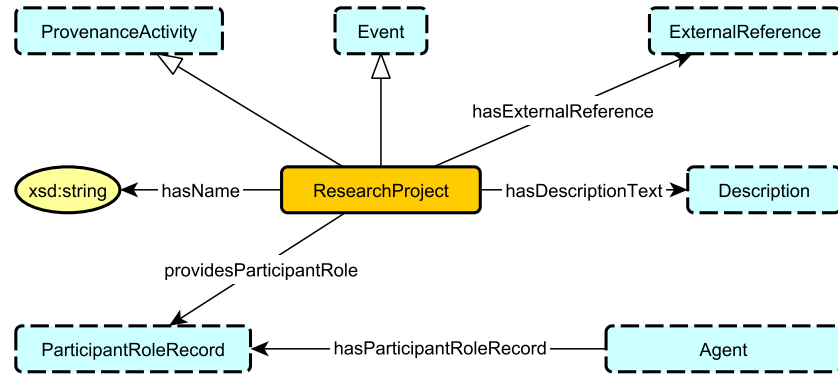 ProvenanceActivity
Event
ExternalReference
hasExternalReference
xsd:string
hasName
ResearchProject
hasDescriptionText
Description
providesParticipantRole
ParticipantRoleRecord
hasParticipantRoleRecord
Agent